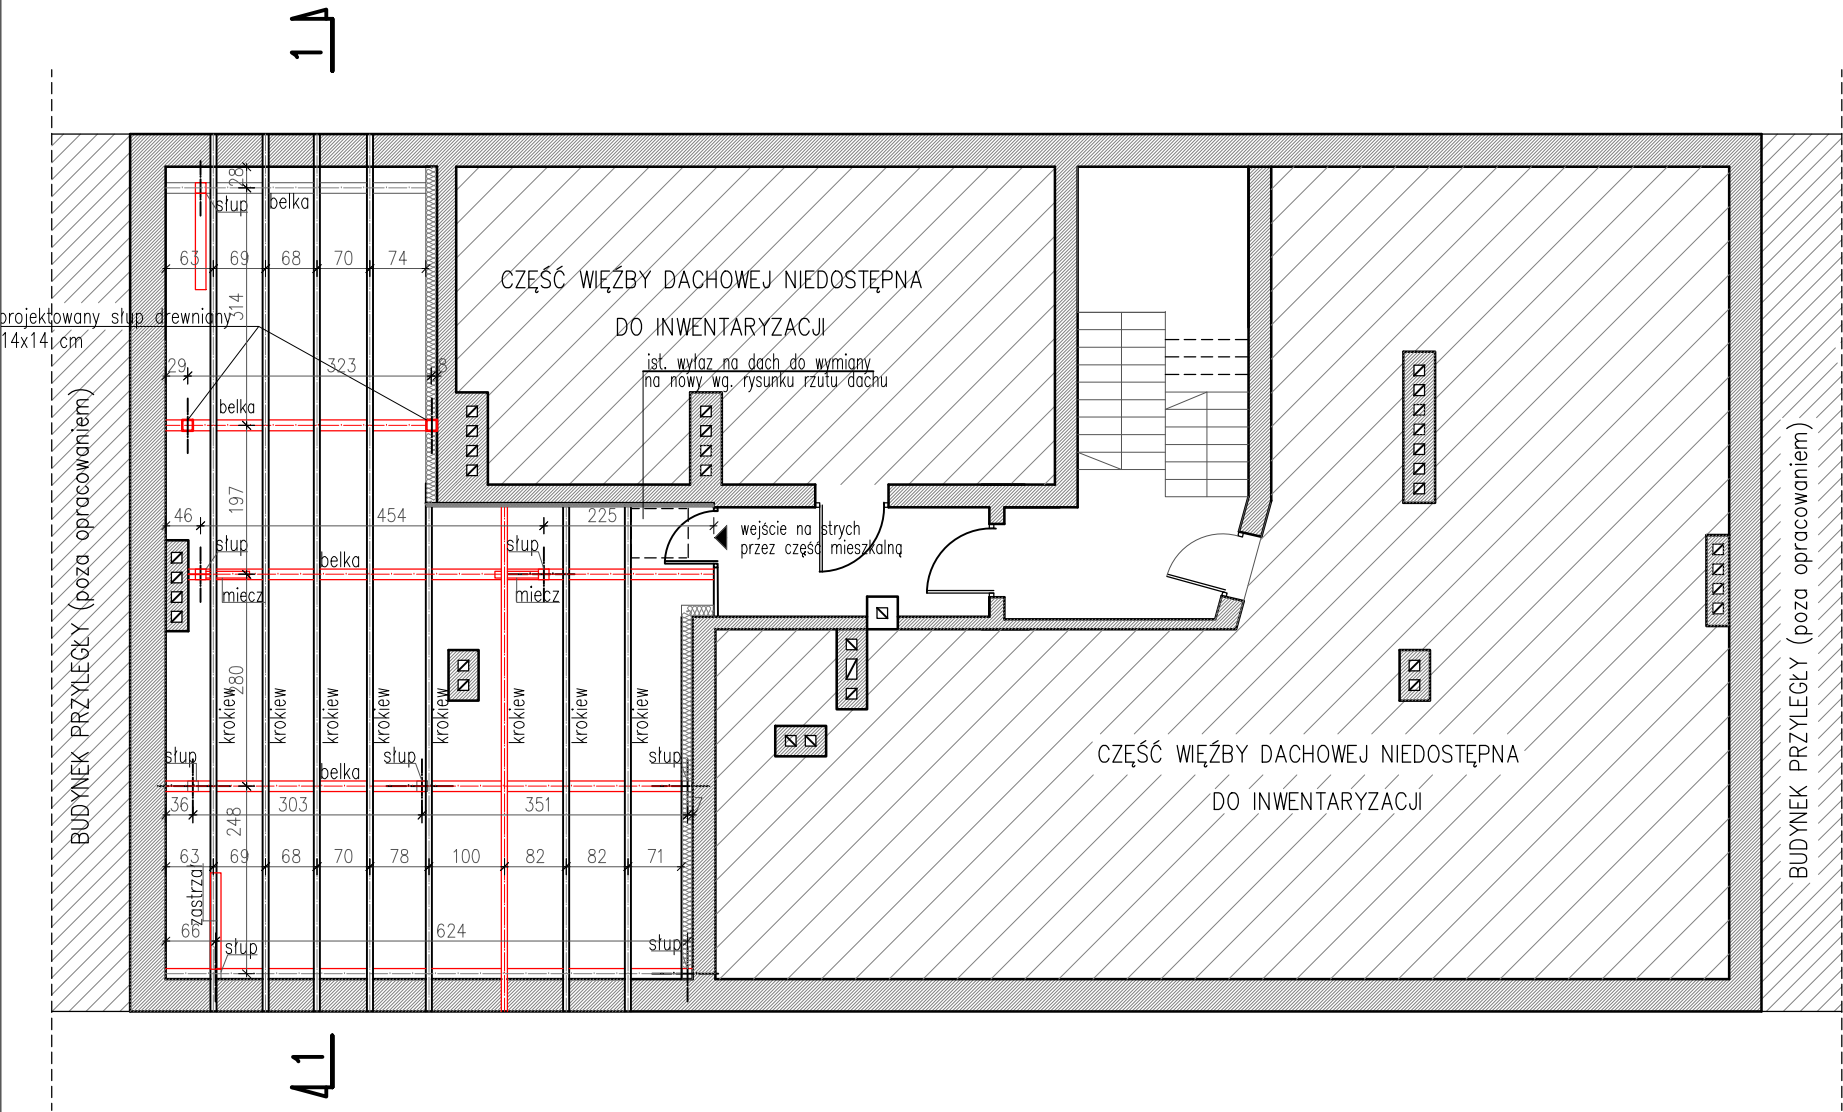 1
28
słup
belka
63
69
68
70
74
314
projektowany słup drewniany
14x14 cm
29
323
8
belka
CZĘŚĆ WIĘŹBY DACHOWEJ NIEDOSTĘPNA
DO INWENTARYZACJI
ist. wyłaz na dach do wymiany
na nowy wg. rysunku rzutu dachu
197
46
454
225
słup
belka
słup
miecz
miecz
wejście na strych
przez część mieszkalną
280
krokiew
krokiew
krokiew
krokiew
krokiew
krokiew
krokiew
krokiew
słup
belka
słup
słup
36
303
351
7
248
63
69
68
70
78
100
82
82
71
zastrzał
66
624
słup
słup
CZĘŚĆ WIĘŹBY DACHOWEJ NIEDOSTĘPNA
DO INWENTARYZACJI
BUDYNEK PRZYLEGŁY (poza opracowaniem)
BUDYNEK PRZYLEGŁY (poza opracowaniem)
1